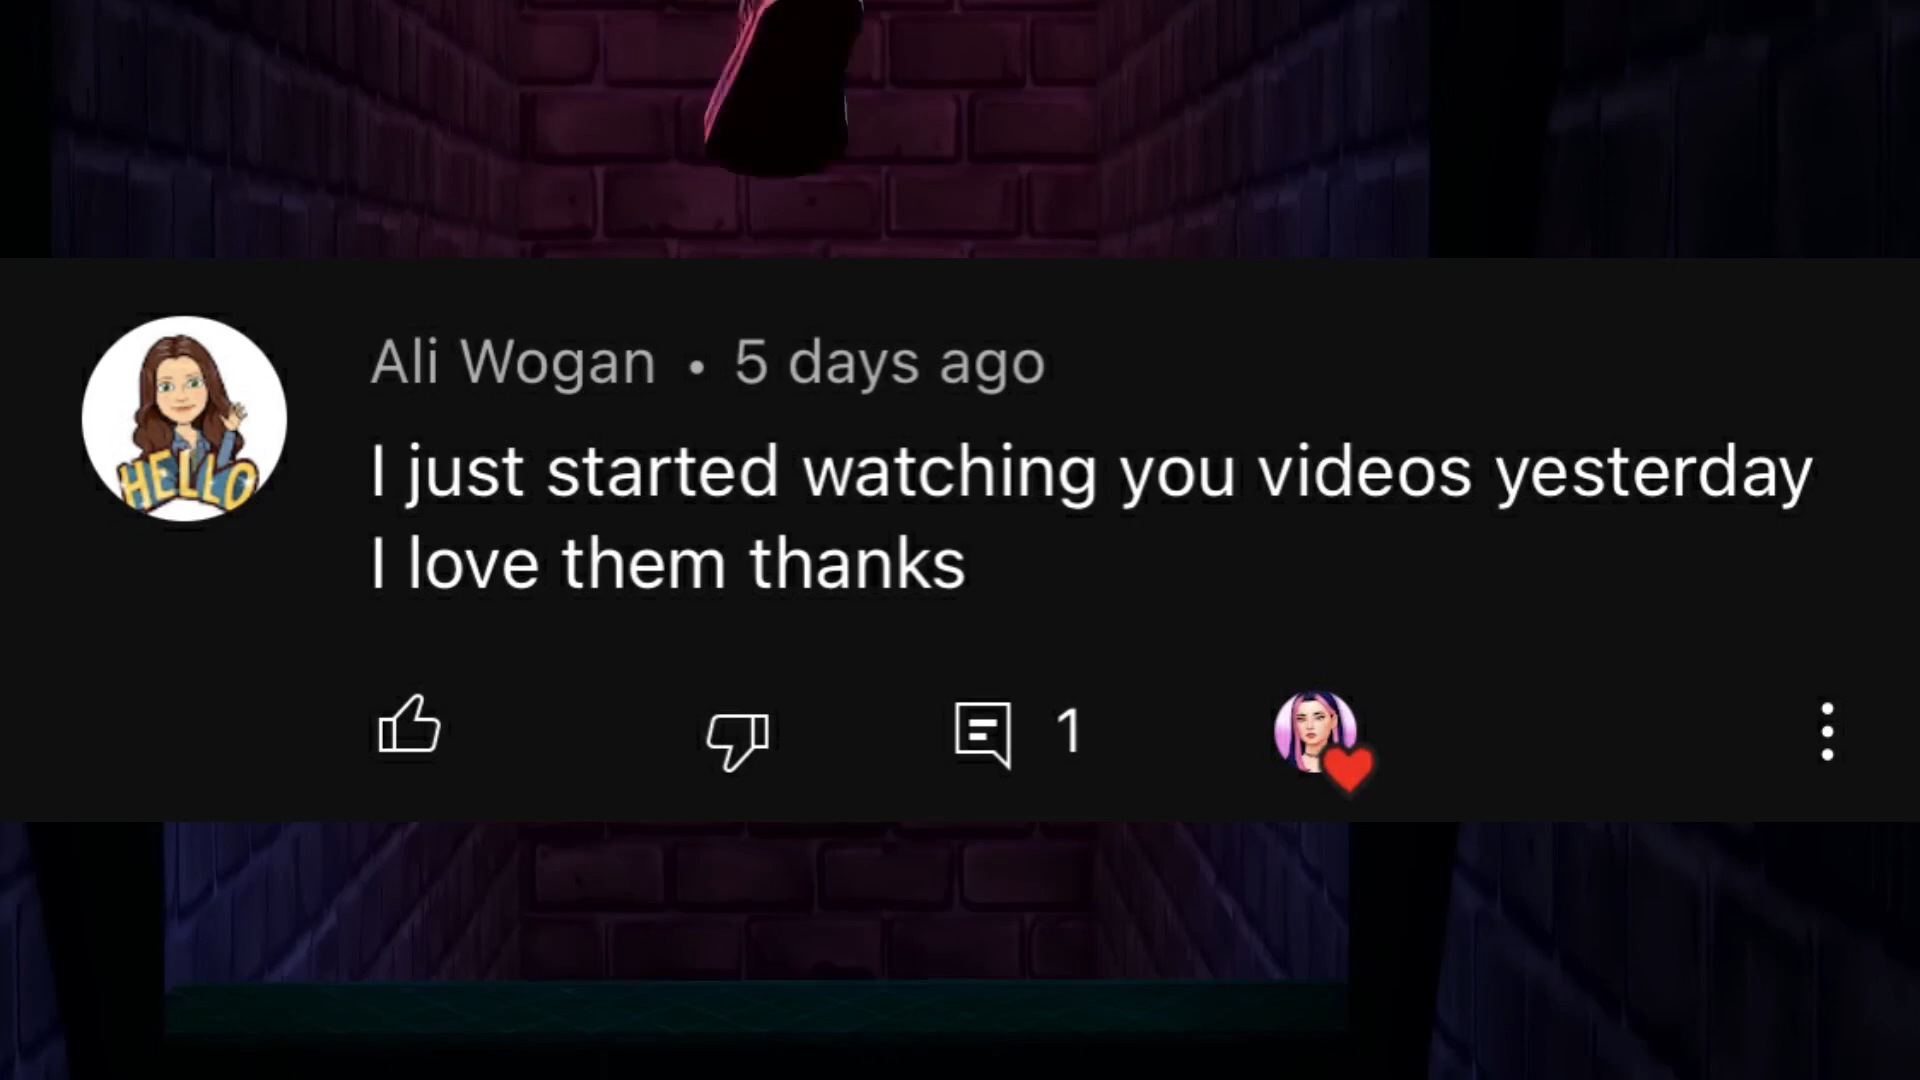 HELLO
Ali Wogan • 5 days ago
I just started watching you videos yesterday
I love them thanks
1